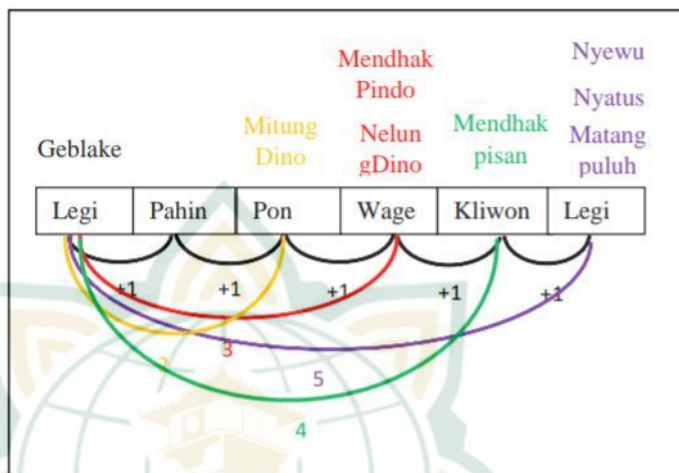 Nyewu
Mendhak
Pindo
Nyatus
Mitung
Dino
Nelun
gDino
Mendhak
pisan
Matang
puluh
Geblake
Legi Pahin Pon Wage Kliwon Legi
+1 +1 +1 +1 +1
2 3 5
4